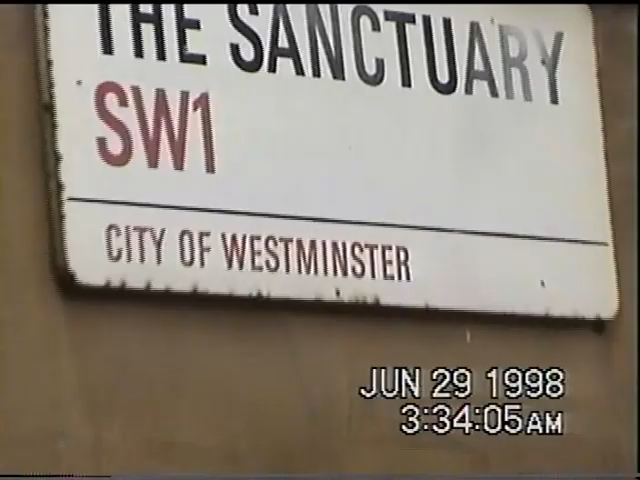 THE SANCTUARY
SW1
CITY OF WESTMINSTER
JUN 29 1998
3:34:05AM